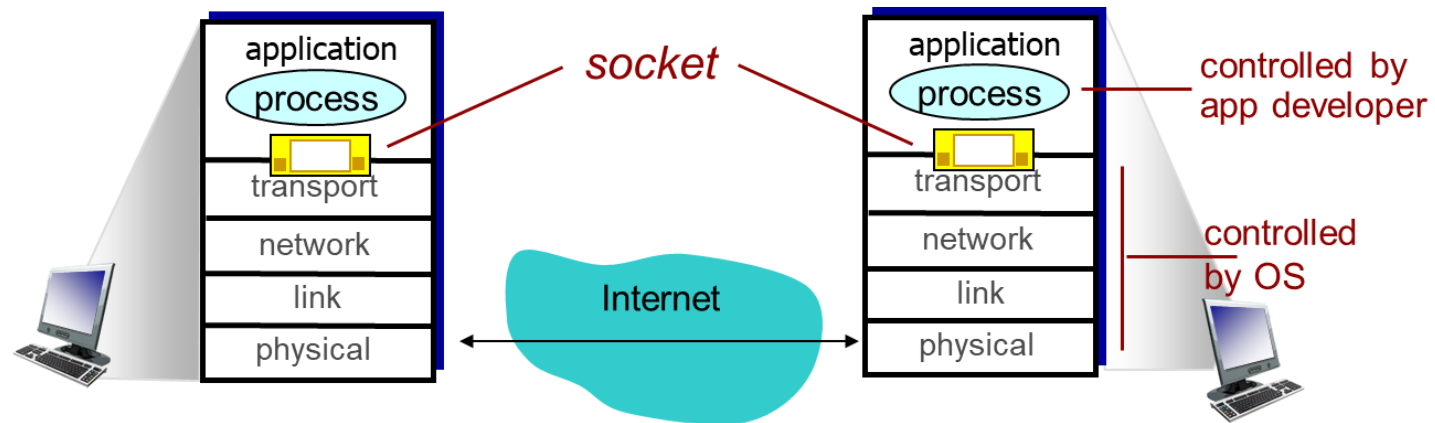 application
process
transport
network
link
physical
socket
Internet
application
process
transport
network
link
physical
controlled by
app developer
controlled
by OS